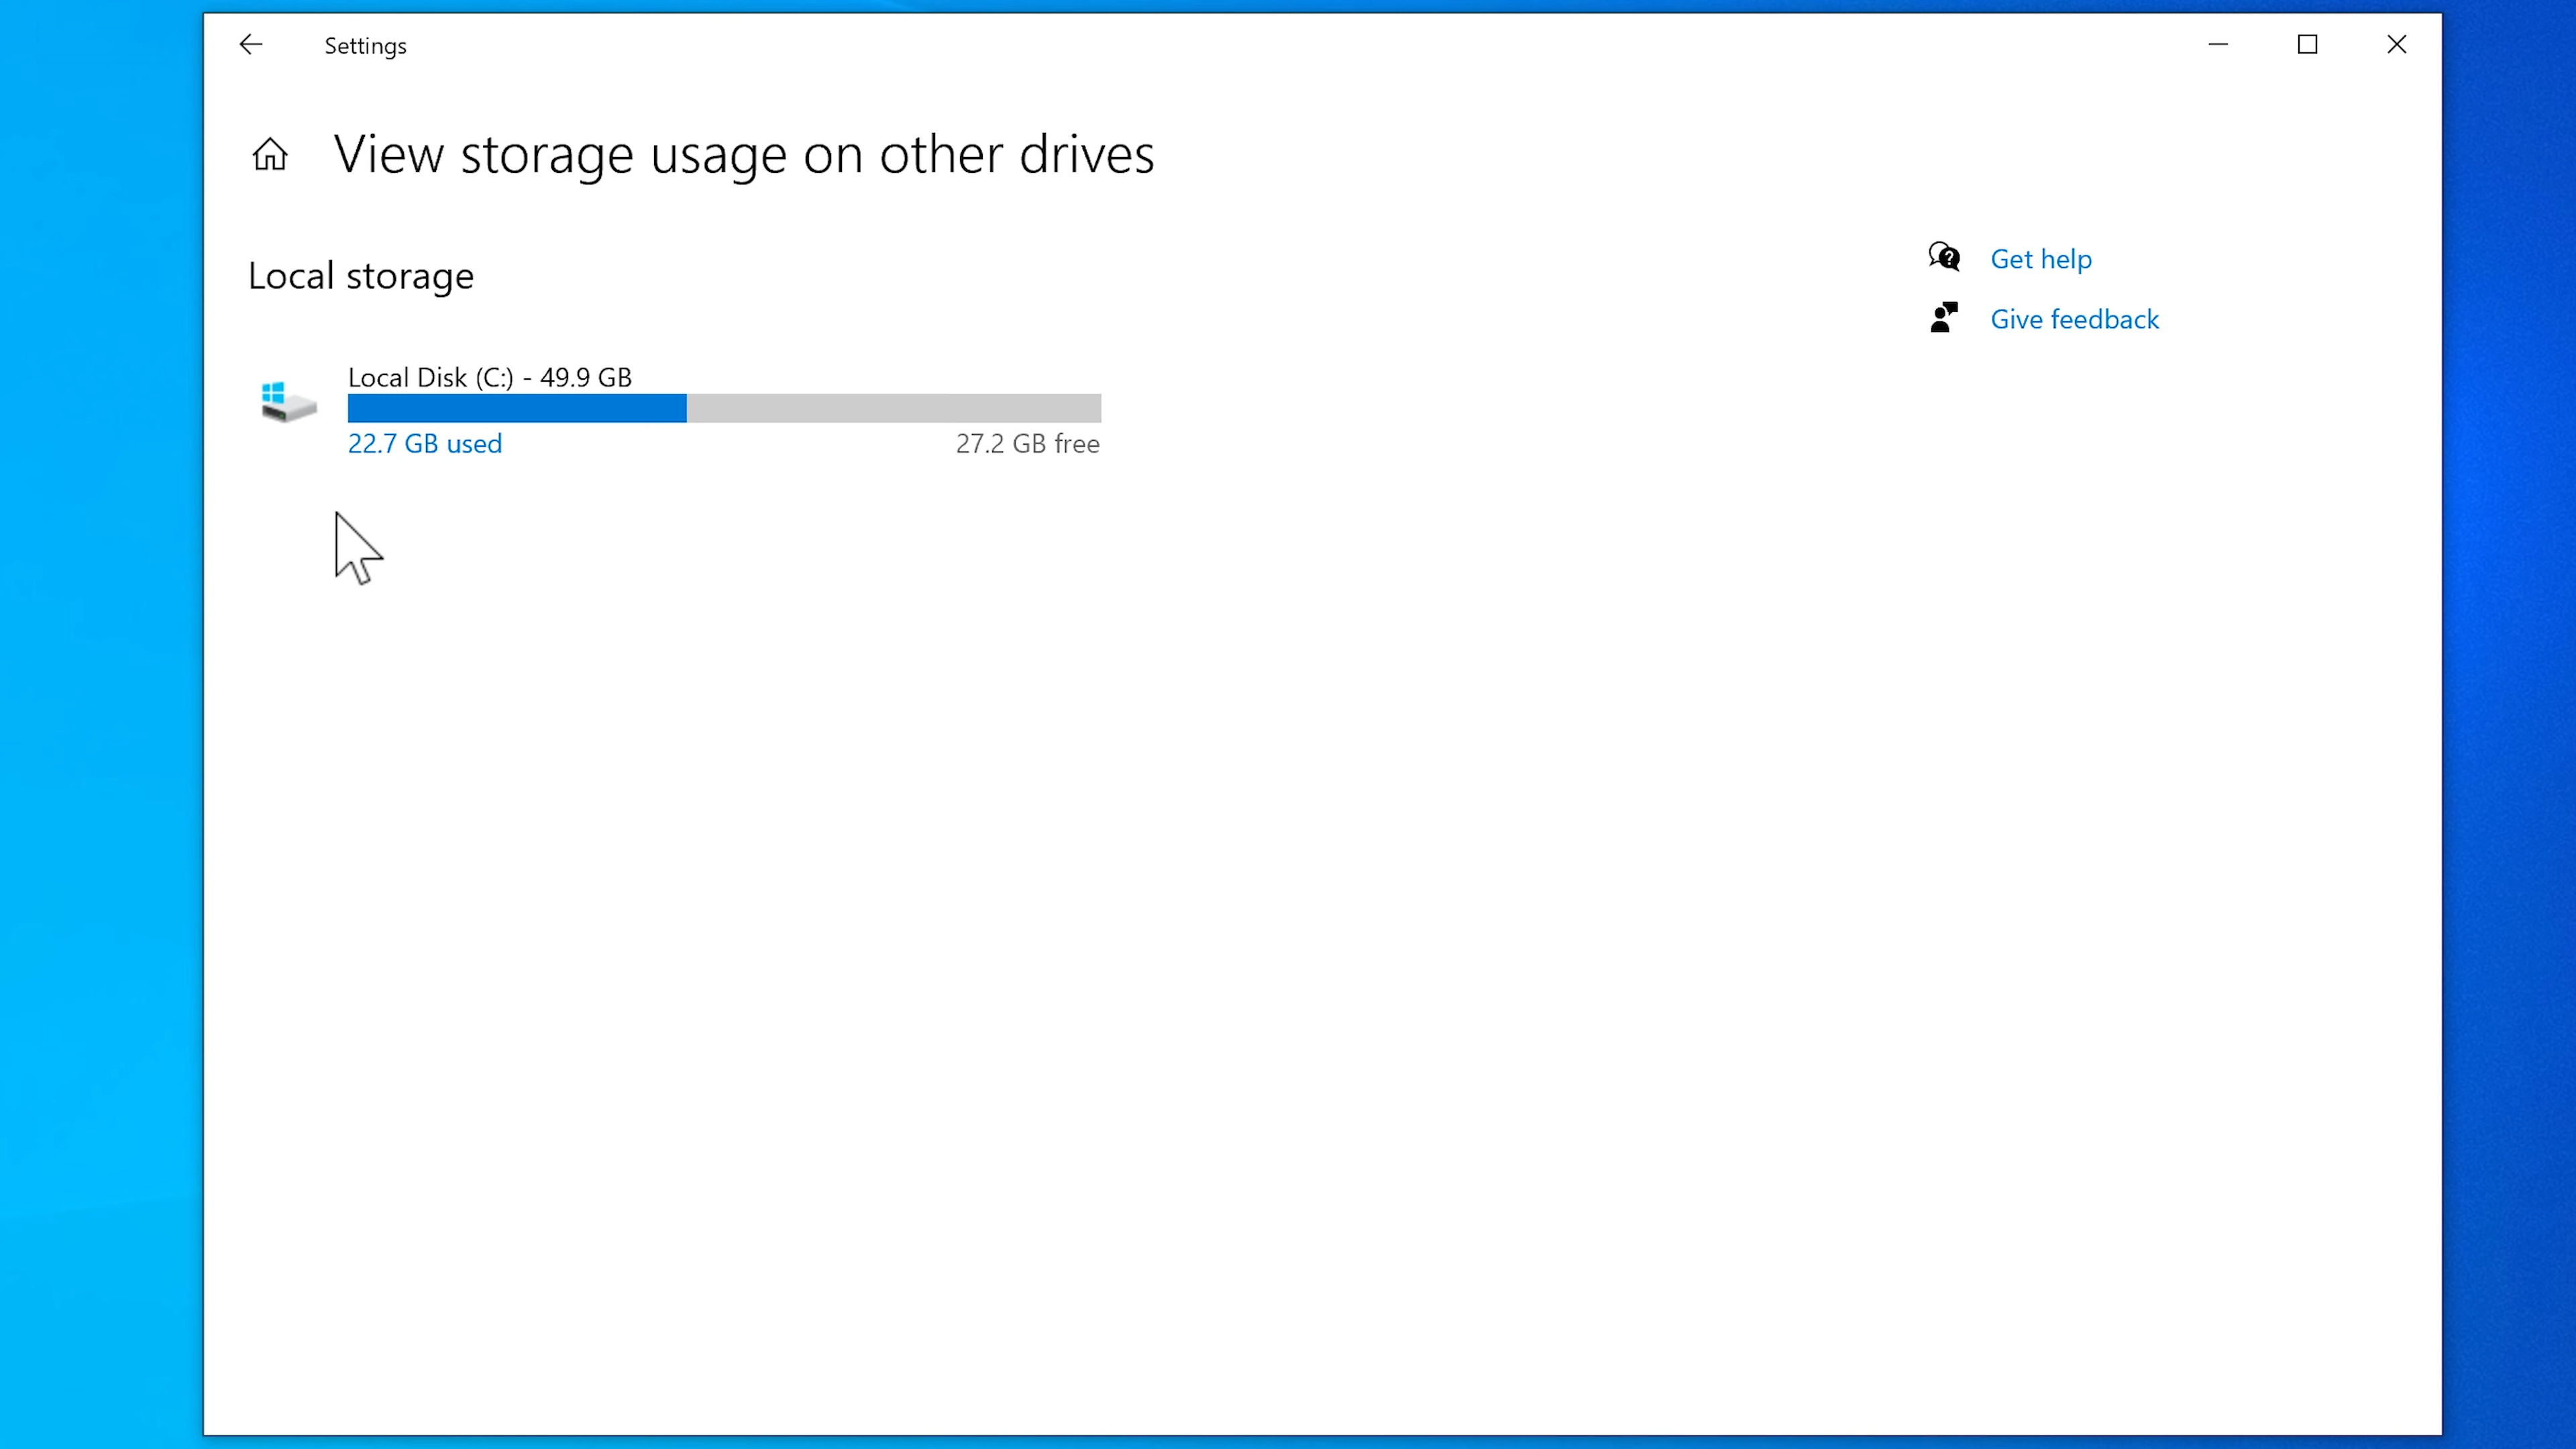 Settings
View storage usage on other drives
Local storage
Get help
Give feedback
Local Disk (C:) - 49.9 GB
22.7 GB used
27.2 GB free